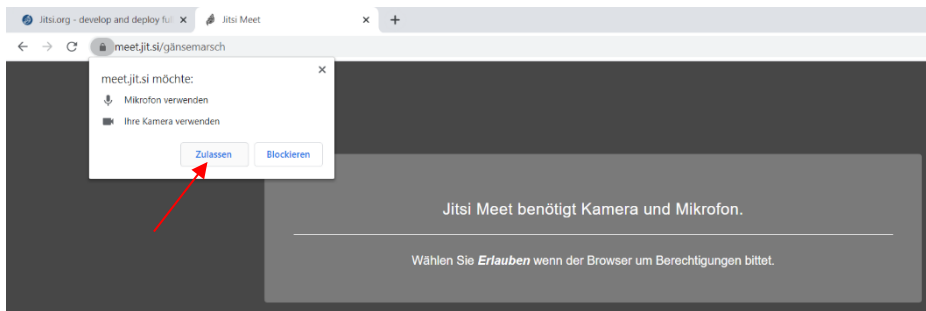 Jitsi.org - develop and deploy ful
Jitsi Meet
meet.jit.si/gänsemarsch
meet.jit.si möchte:
Mikrofon verwenden
Ihre Kamera verwenden
Zulassen Blockieren
Jitsi Meet benötigt Kamera und Mikrofon.
Wählen Sie Erlauben wenn der Browser um Berechtigungen bittet.